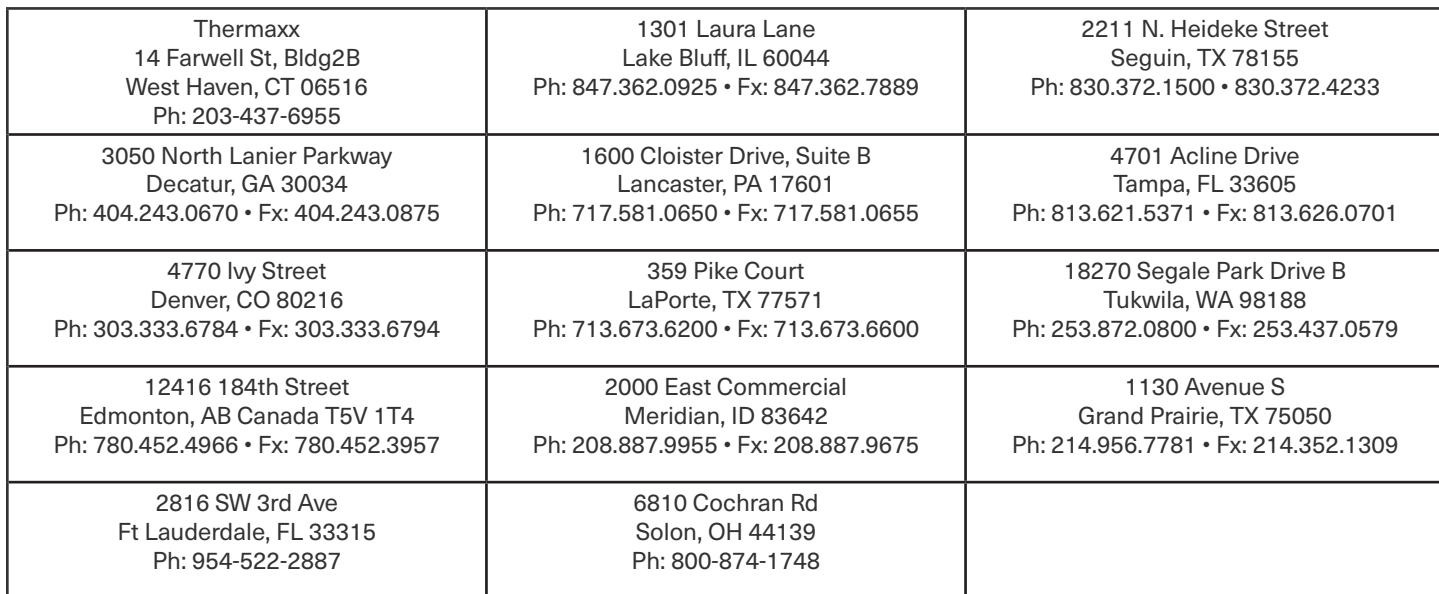 Thermaxx
14 Farwell St, Bldg2B
West Haven, CT 06516
Ph: 203-437-6955
1301 Laura Lane
Lake Bluff, IL 60044
Ph: 847.362.0925 • Fx: 847.362.7889
2211 N. Heideke Street
Seguin, TX 78155
Ph: 830.372.1500 • 830.372.4233
3050 North Lanier Parkway
Decatur, GA 30034
Ph: 404.243.0670 • Fx: 404.243.0875
1600 Cloister Drive, Suite B
Lancaster, PA 17601
Ph: 717.581.0650 • Fx: 717.581.0655
4701 Acline Drive
Tampa, FL 33605
Ph: 813.621.5371 • Fx: 813.626.0701
4770 Ivy Street
Denver, CO 80216
Ph: 303.333.6784 • Fx: 303.333.6794
359 Pike Court
LaPorte, TX 77571
Ph: 713.673.6200 • Fx: 713.673.6600
18270 Segale Park Drive B
Tukwila, WA 98188
Ph: 253.872.0800 • Fx: 253.437.0579
12416 184th Street
Edmonton, AB Canada T5V 1T4
Ph: 780.452.4966 • Fx: 780.452.3957
2000 East Commercial
Meridian, ID 83642
Ph: 208.887.9955 • Fx: 208.887.9675
1130 Avenue S
Grand Prairie, TX 75050
Ph: 214.956.7781 • Fx: 214.352.1309
2816 SW 3rd Ave
Ft Lauderdale, FL 33315
Ph: 954-522-2887
6810 Cochran Rd
Solon, OH 44139
Ph: 800-874-1748